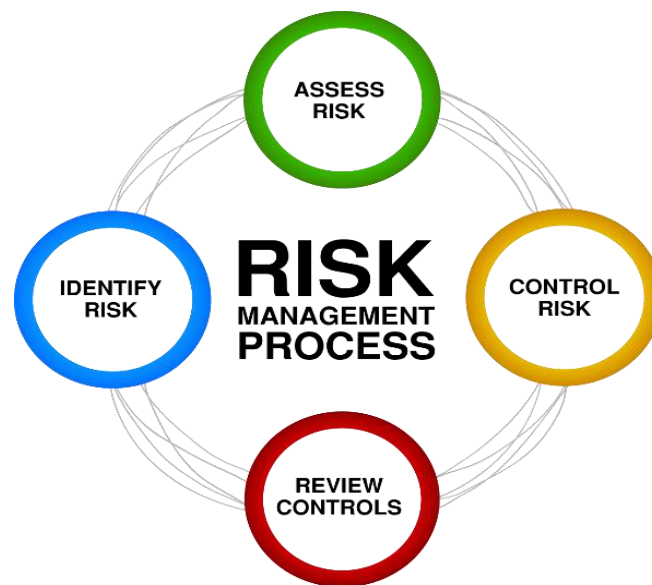 ASSESS
RISK
IDENTIFY
RISK
RISK
MANAGEMENT
PROCESS
CONTROL
RISK
REVIEW
CONTROLS